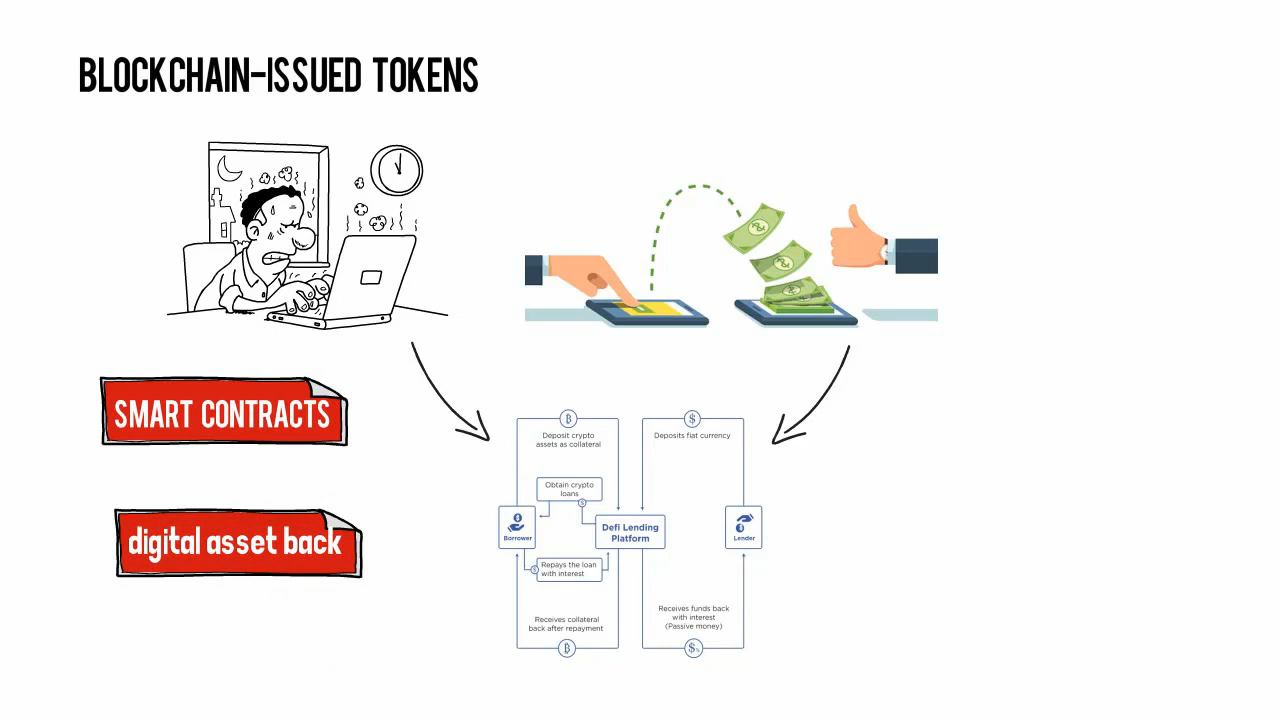 BLOCKCHAIN-ISSUED TOKENS
SMART CONTRACTS
digital asset back
Deposit crypto
assets as collateral
Deposits fiat currency
Obtain crypto
loans
Borrower
Defi Lending
Platform
Lender
Repays the loan
with interest
Receives collateral
back after repayment
Receives funds back
with interest
(Passive money)